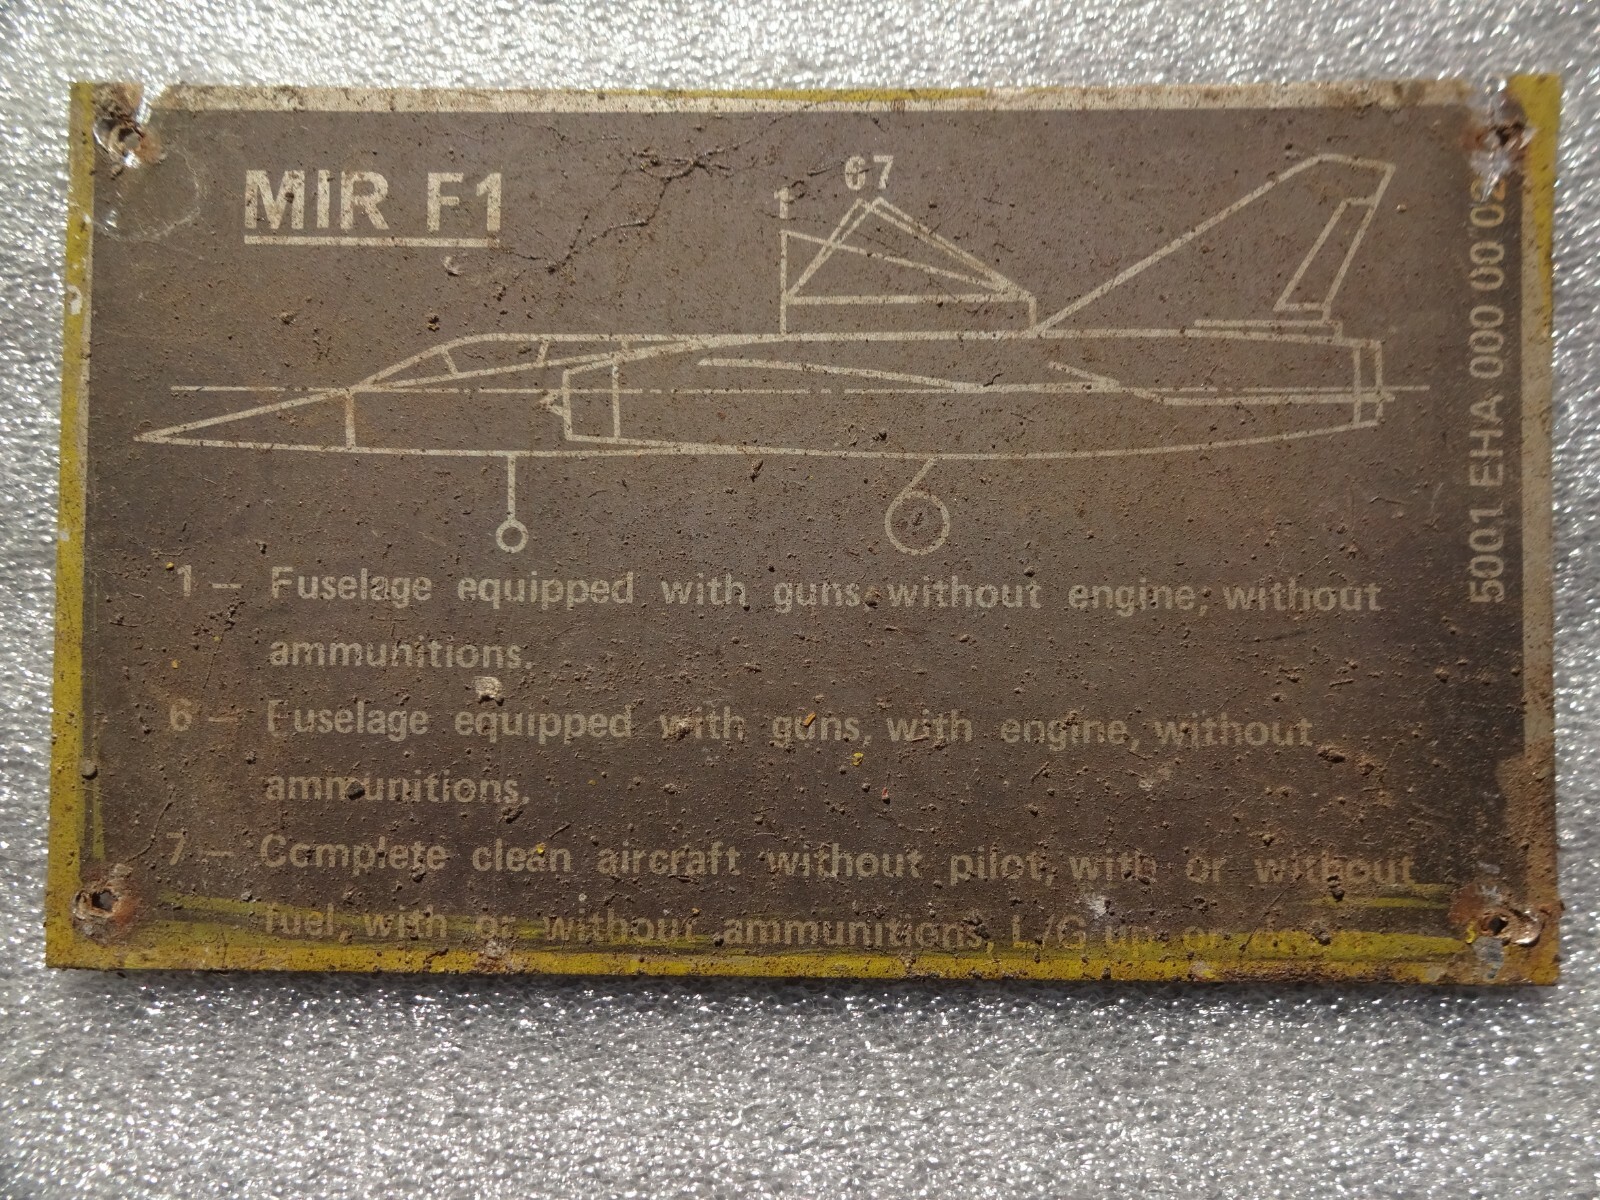 MIR F1
1
67
1 — Fuselage equipped with guns, without engine, without
ammunitions.
6 — Fuselage equipped with guns, with engine, without
ammunitions.
7 — Complete clean aircraft without pilot, with or without
fuel, with or without ammunitions, L/G up or down
5001 EHA 000 00 02